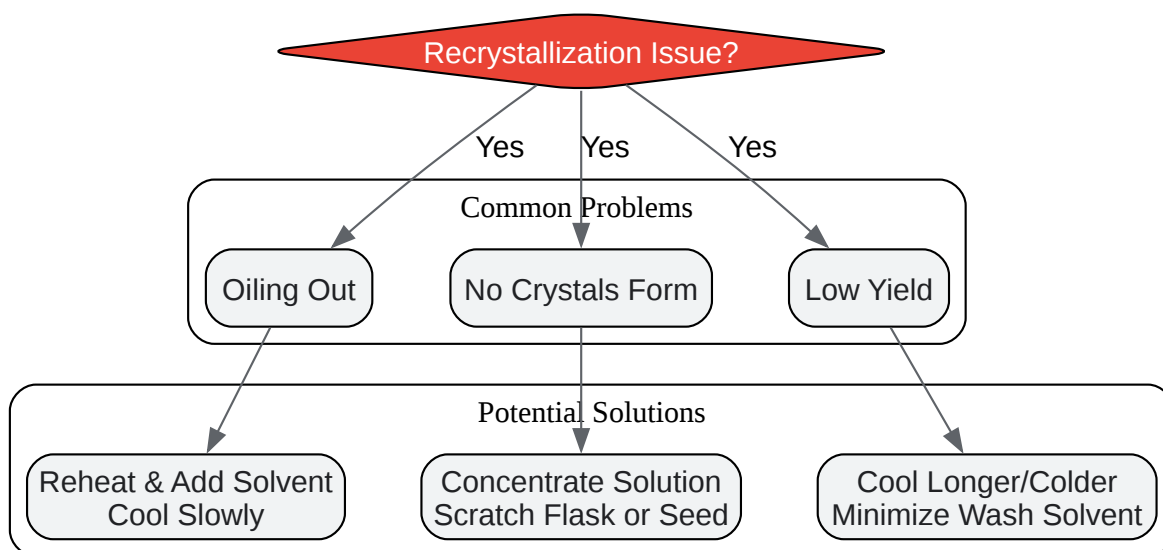 Recrystallization Issue?
Yes
Yes
Yes
Common Problems
Oiling Out
No Crystals Form
Low Yield
Potential Solutions
Reheat & Add Solvent
Cool Slowly
Concentrate Solution
Scratch Flask or Seed
Cool Longer/Colder
Minimize Wash Solvent